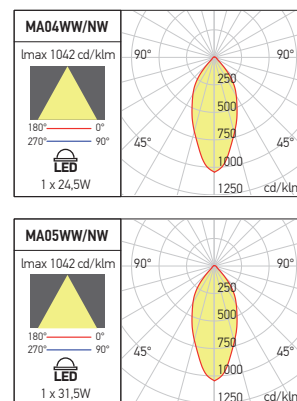 MA04WW/NW
Imax 1042 cd/klm
180° 0°
270° 90°
LED
1 x 24,5W
90° 90°
250
500
45° 750 45°
1000
1250 cd/klm
MA05WW/NW
Imax 1042 cd/klm
180° 0°
270° 90°
LED
1 x 31,5W
90° 90°
250
500
45° 750 45°
1000
1250 cd/klm